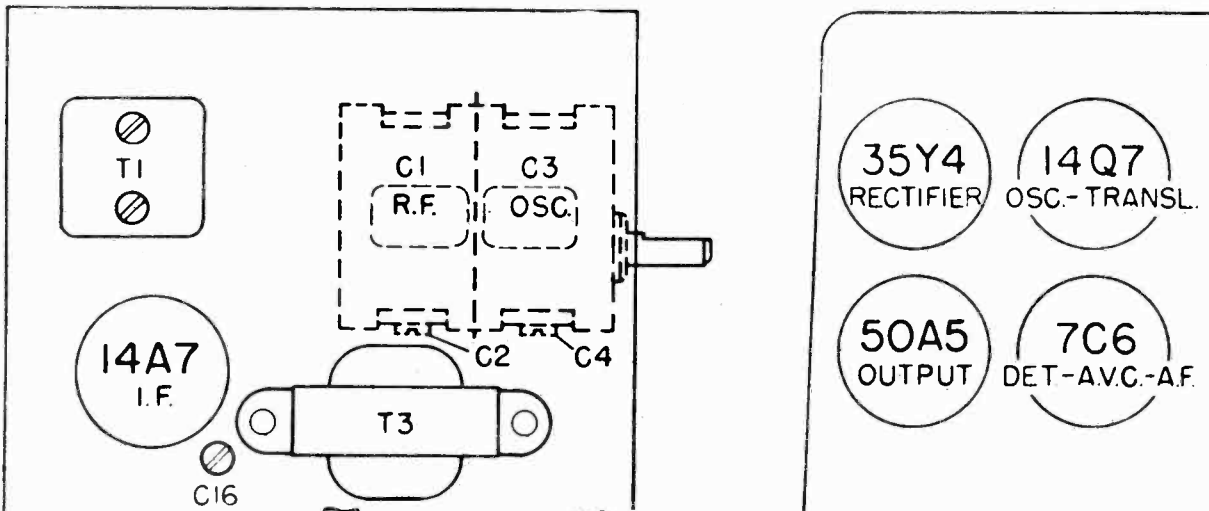 T1
C1
R.F.
C3
OSC.
C2
C4
14A7
I.F.
T3
C16
35Y4
RECTIFIER
14Q7
OSC.-TRANSL.
50A5
OUTPUT
7C6
DET.-A.V.C.-A.F.